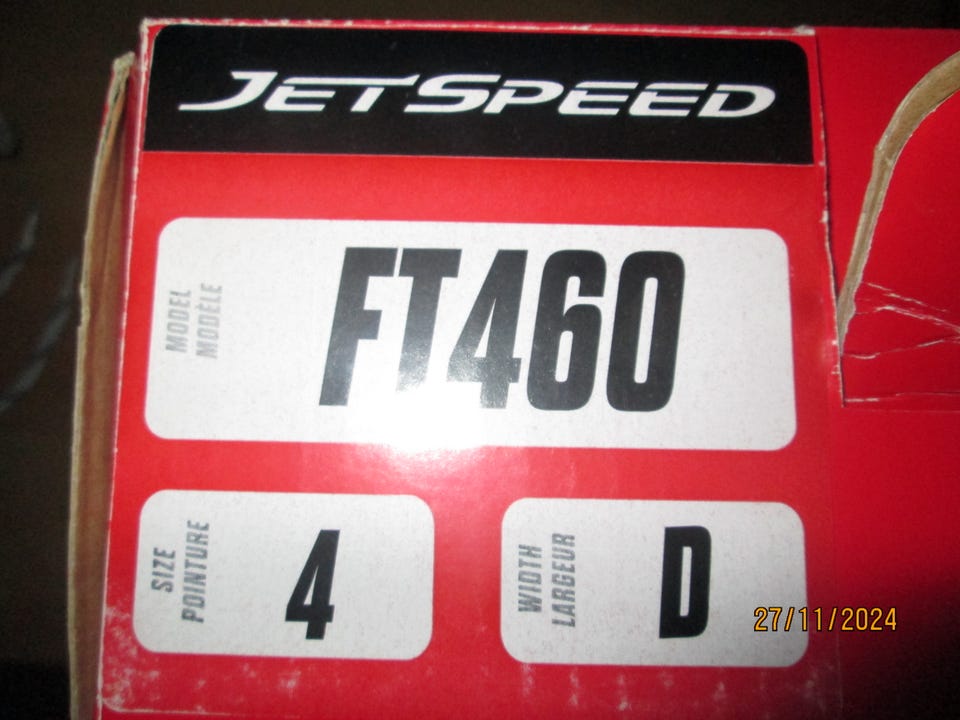 JETSPEED
MODEL
MODÈLE
FT460
SIZE
POINTURE
4
WIDTH
LARGEUR
D
27/11/2024